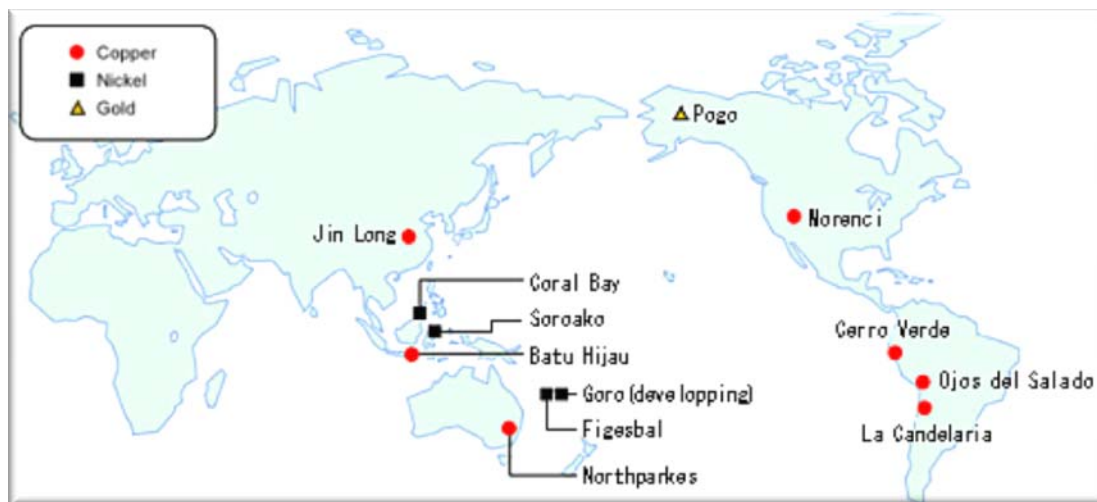 Copper
Nickel
Gold
Pogo
Norenci
Jin Long
Coral Bay
Soroako
Batu Hijau
Cerro Verde
Ojos del Salado
Goro(developping)
La Candelaria
Figesbal
Northparkes